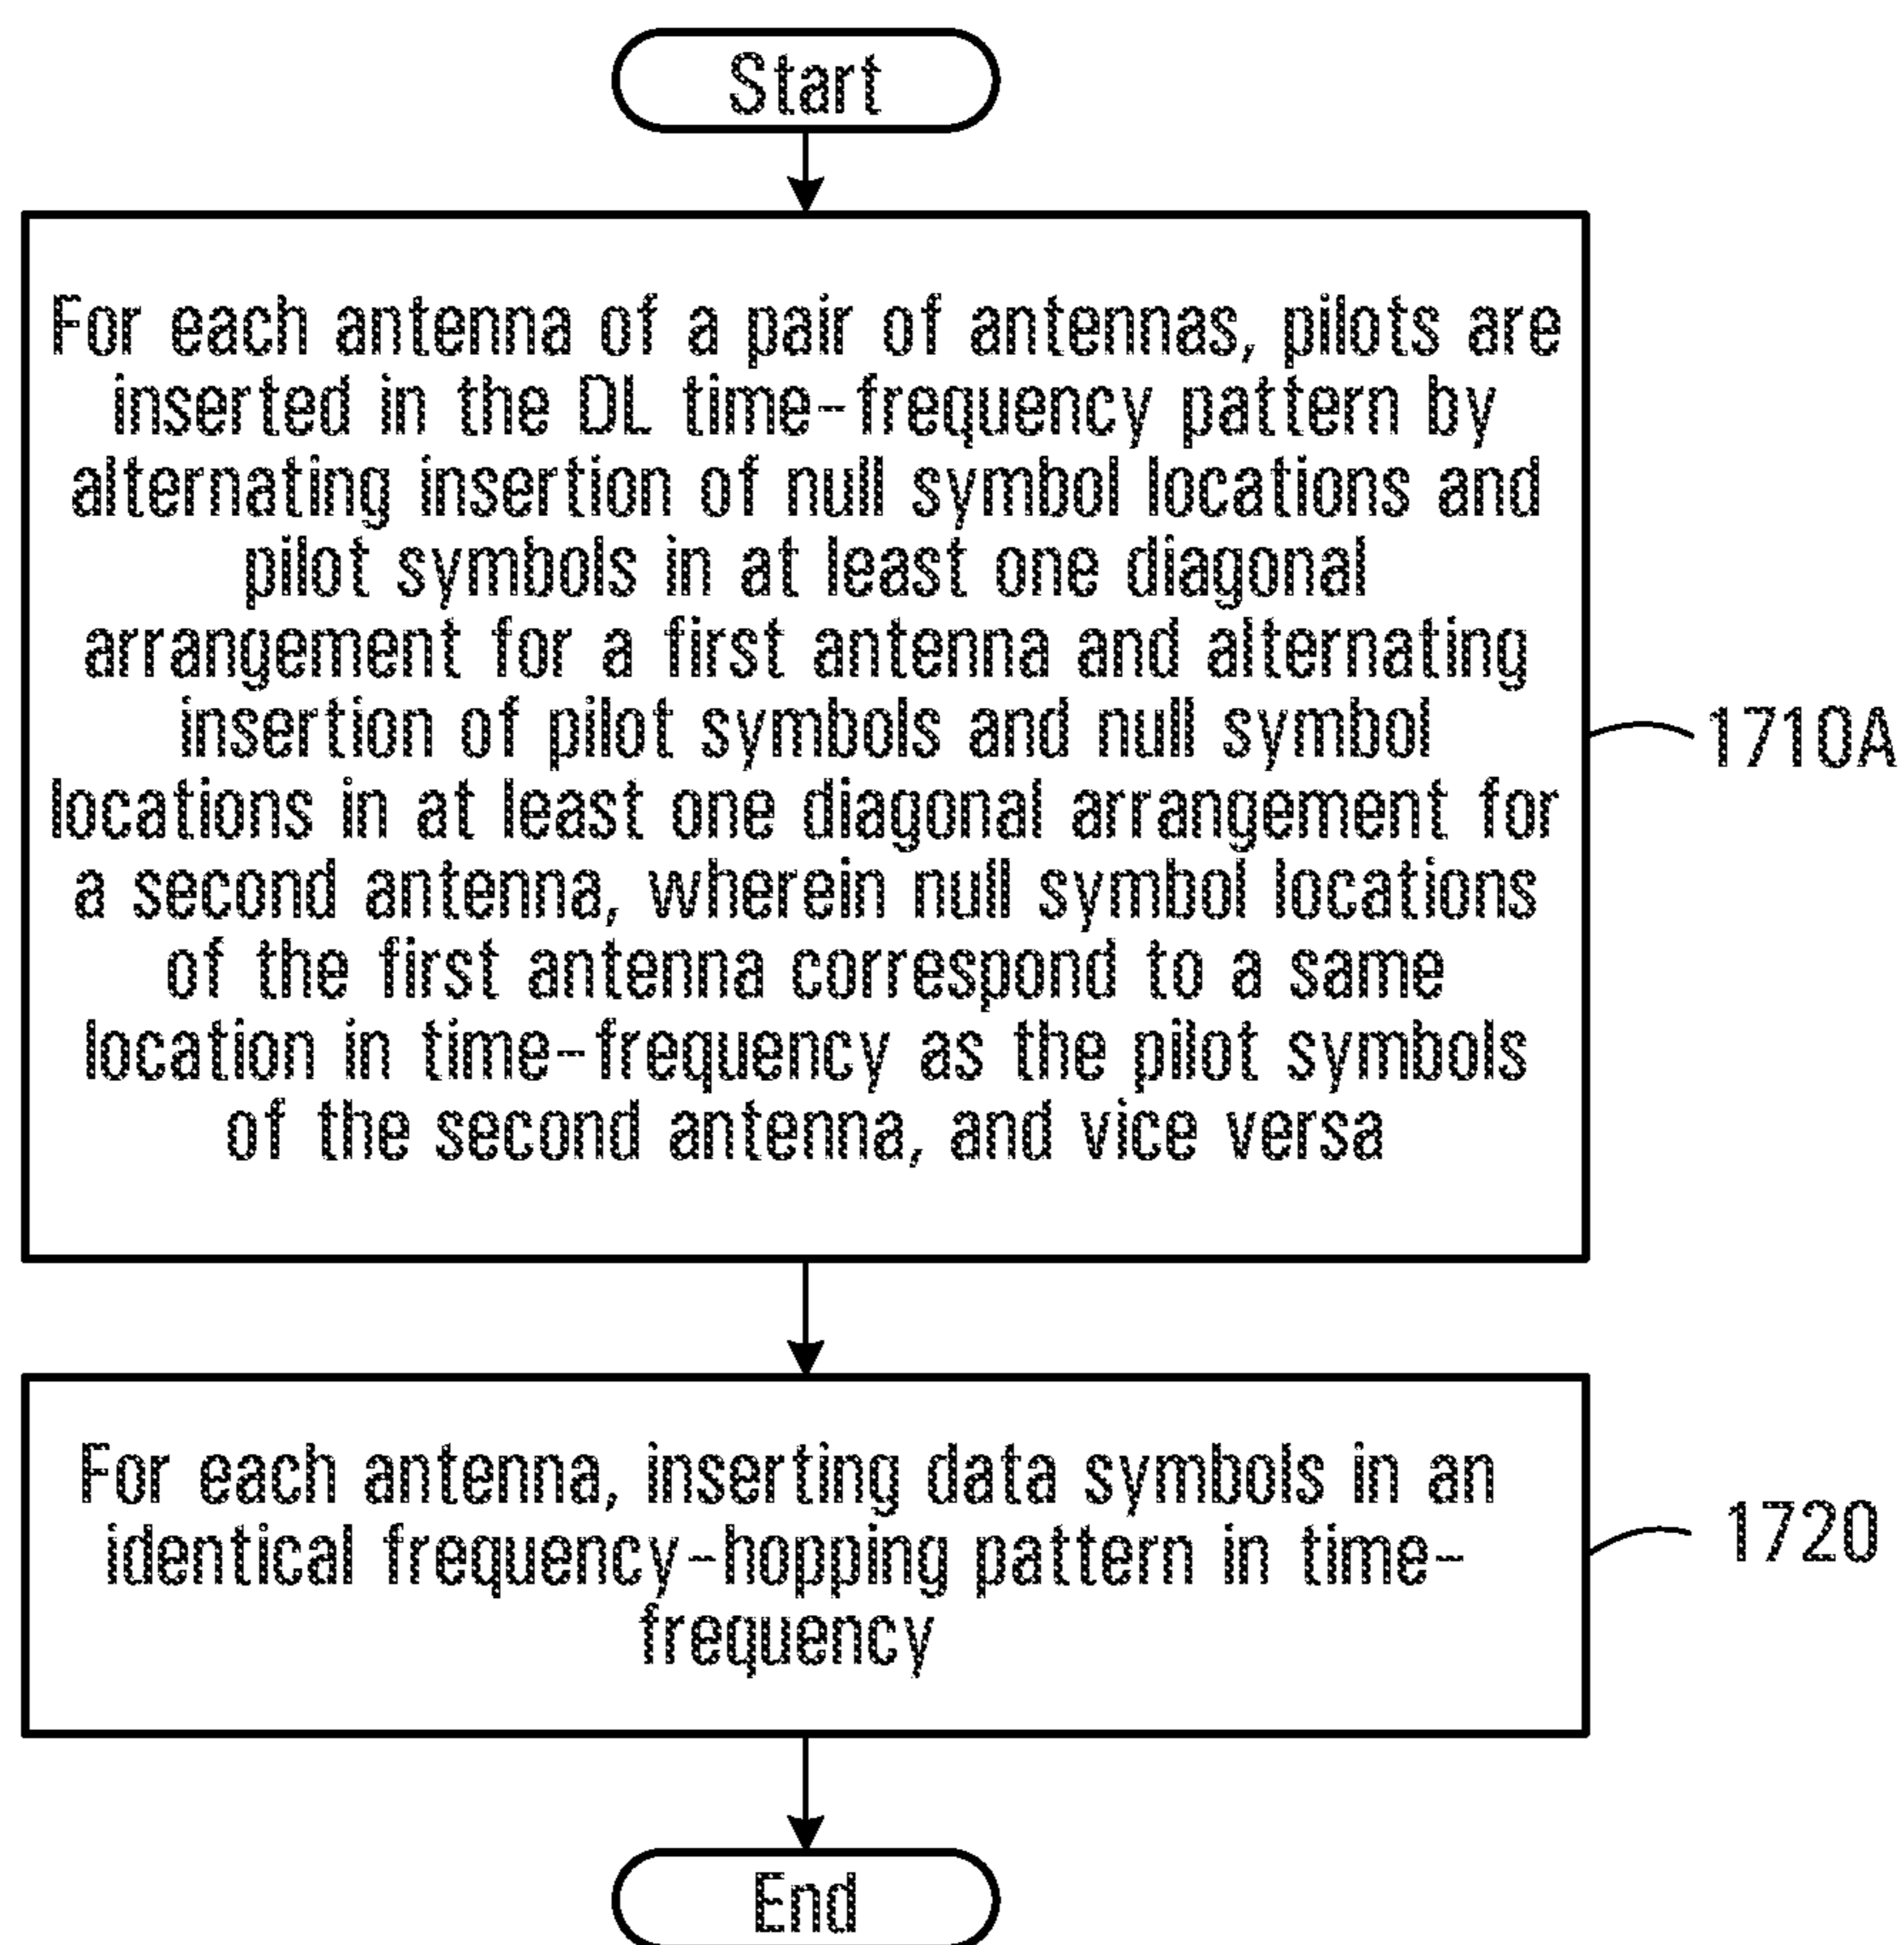 Start
For each antenna of a pair of antennas, pilots are
inserted in the DL time-frequency pattern by
alternating insertion of null symbol locations and
pilot symbols in at least one diagonal
arrangement for a first antenna and alternating
insertion of pilot symbols and null symbol
locations in at least one diagonal arrangement for
a second antenna, wherein null symbol locations
of the first antenna correspond to a same
location in time-frequency as the pilot symbols
of the second antenna, and vice versa
1710A
For each antenna, inserting data symbols in an
identical frequency-hopping pattern in time-
frequency
1720
End